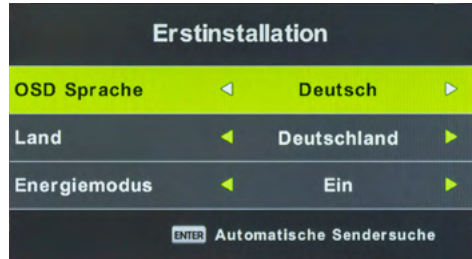 Erstinstallation
OSD Sprache Deutsch
Land Deutschland
Energiemodus Ein
ENTER Automatische Sendersuche